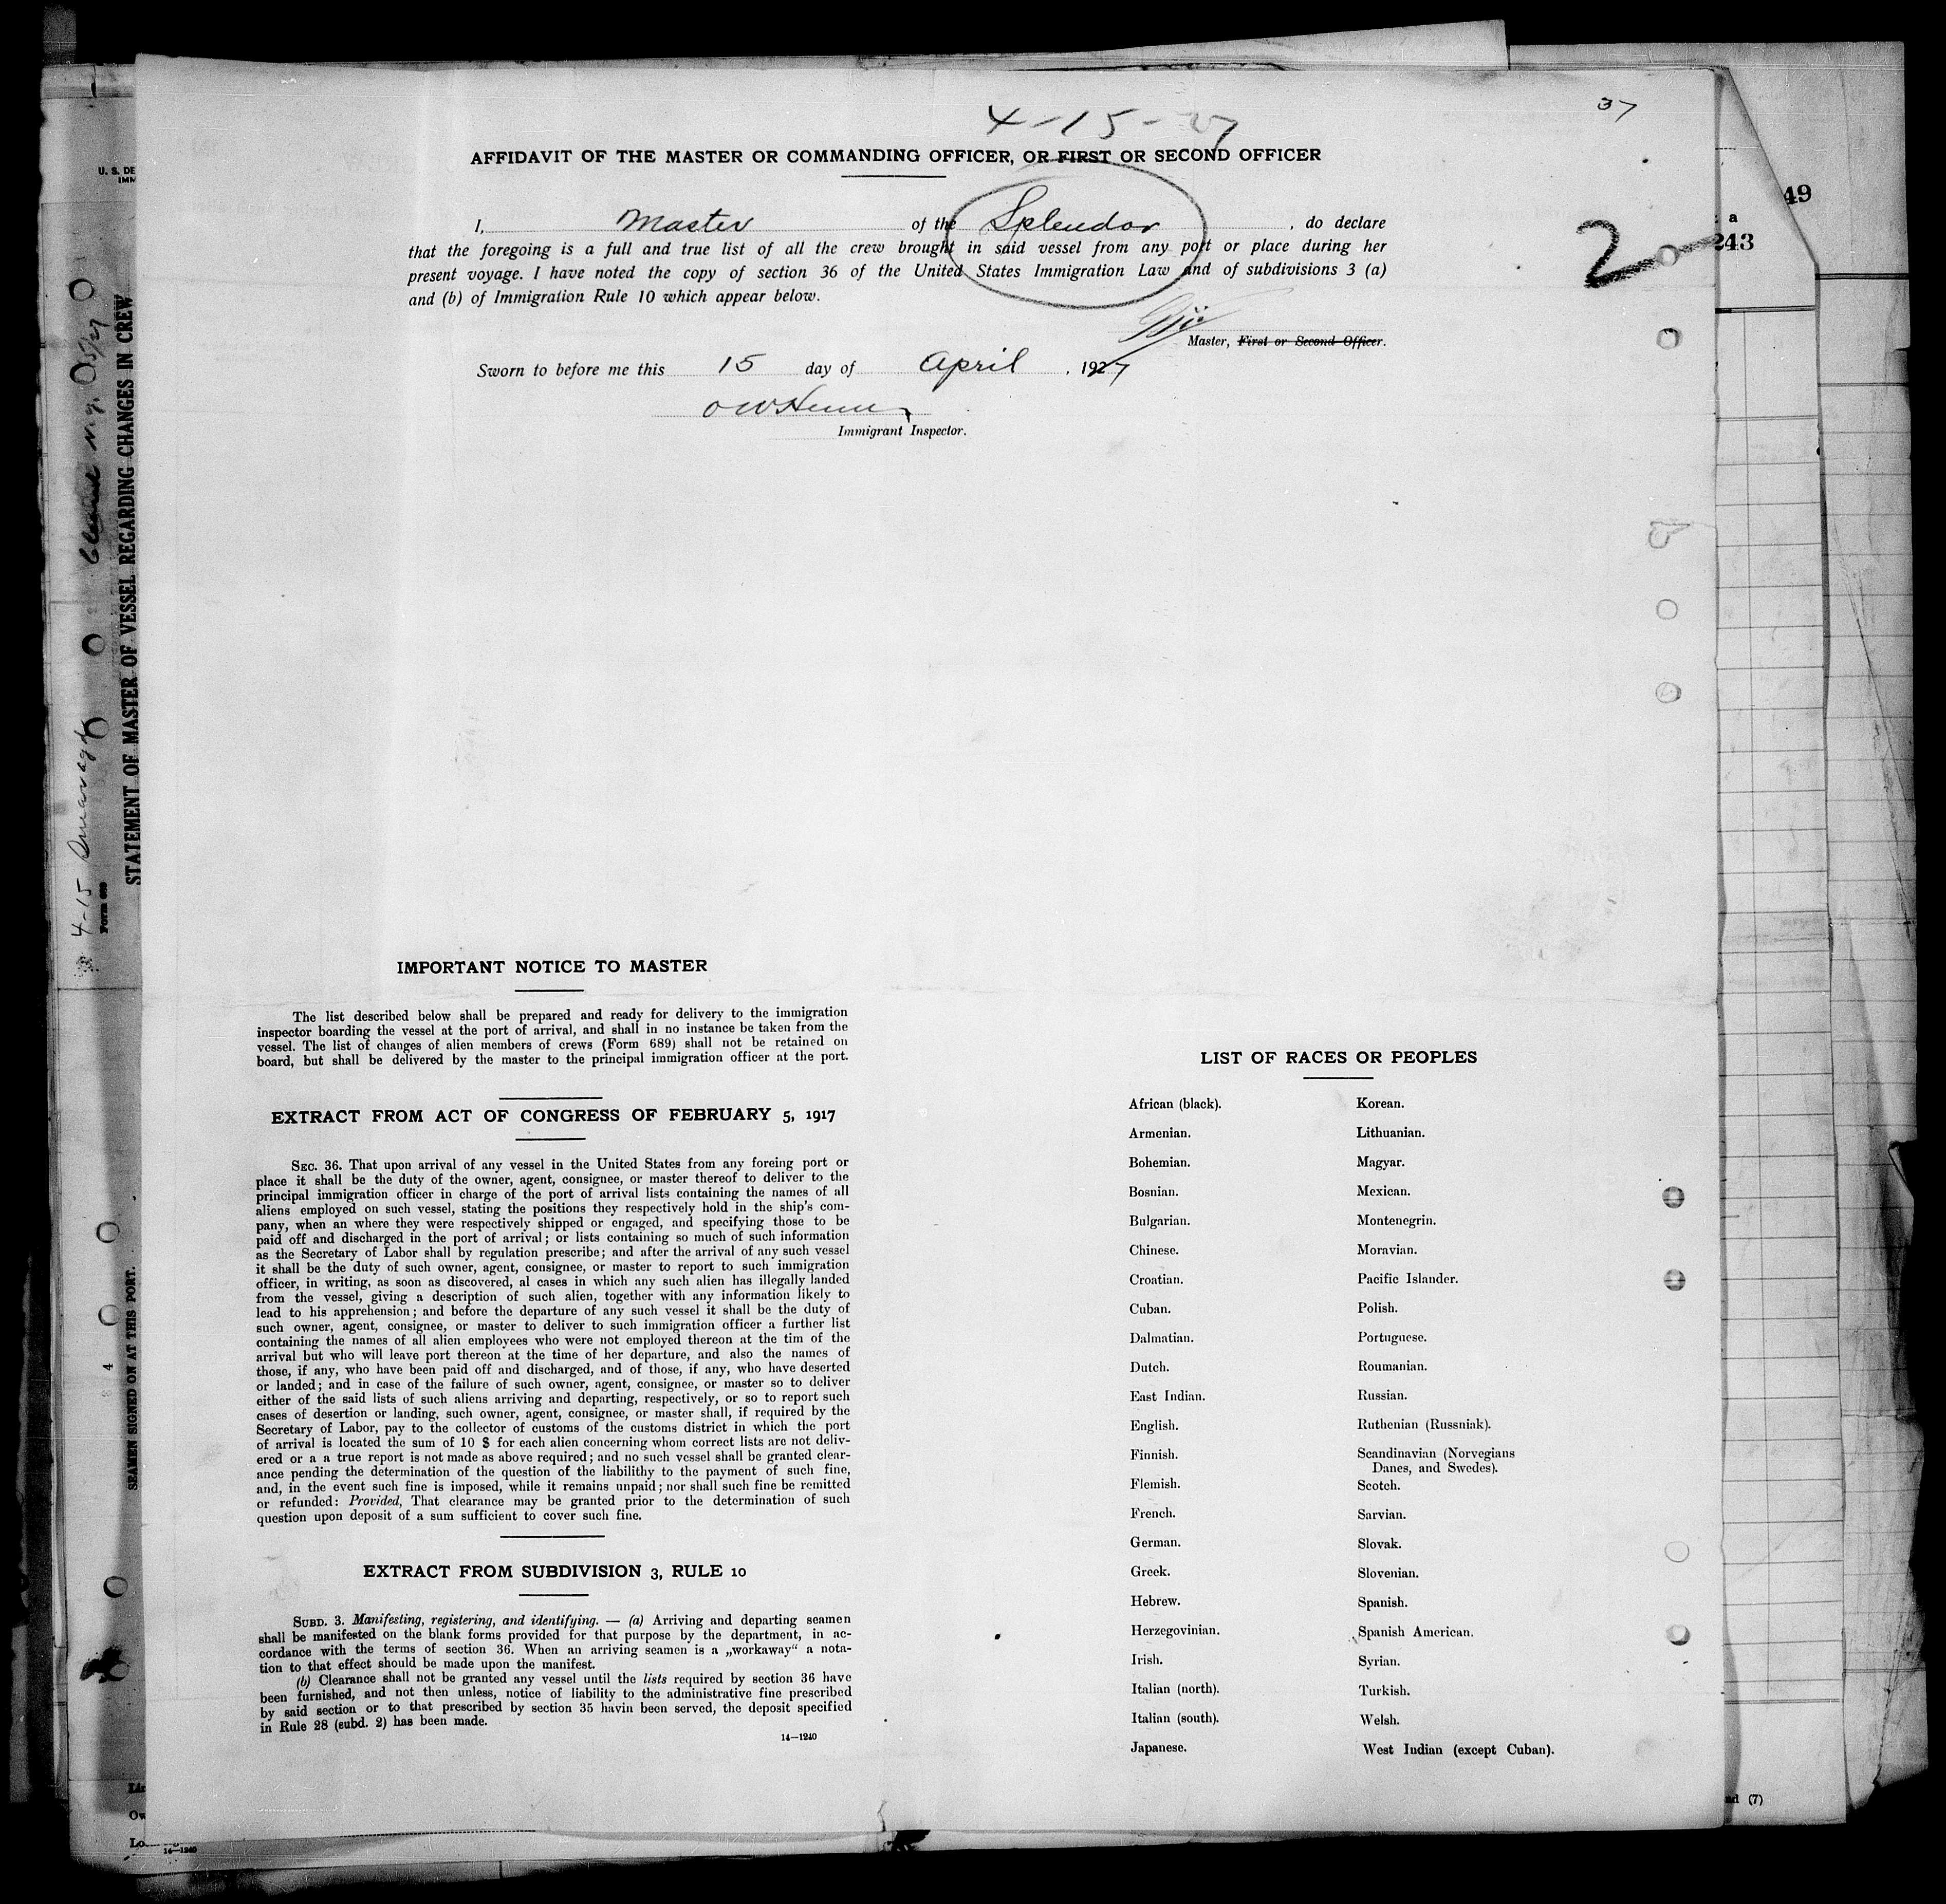 37
4-15-27
AFFIDAVIT OF THE MASTER OR COMMANDING OFFICER, OR FIRST OR SECOND OFFICER
I, Master of the Splendor, do declare
that the foregoing is a full and true list of all the crew brought in said vessel from any port or place during her
present voyage. I have noted the copy of section 36 of the United States Immigration Law and of subdivisions 3 (a)
and (b) of Immigration Rule 10 which appear below.
2
Master, First or Second Officer.
Sworn to before me this 15 day of April, 1927
Immigrant Inspector.
IMPORTANT NOTICE TO MASTER
The list described below shall be prepared and ready for delivery to the immigration
inspector boarding the vessel at the port of arrival, and shall in no instance be taken from the
vessel. The list of changes of alien members of crews (Form 689) shall not be retained on
board, but shall be delivered by the master to the principal immigration officer at the port.
EXTRACT FROM ACT OF CONGRESS OF FEBRUARY 5, 1917
SEC. 36. That upon arrival of any vessel in the United States from any foreing port or
place it shall be the duty of the owner, agent, consignee, or master thereof to deliver to the
principal immigration officer in charge of the port of arrival lists containing the names of all
aliens employed on such vessel, stating the positions they respectively hold in the ship's com-
pany, when an where they were respectively shipped or engaged, and specifying those to be
paid off and discharged in the port of arrival; or lists containing so much of such information
as the Secretary of Labor shall by regulation prescribe; and after the arrival of any such vessel
it shall be the duty of such owner, agent, consignee, or master to report to such immigration
officer, in writing, as soon as discovered, al cases in which any such alien has illegally landed
from the vessel, giving a description of such alien, together with any information likely to
lead to his apprehension; and before the departure of any such vessel it shall be the duty of
such owner, agent, consignee, or master to deliver to such immigration officer a further list
containing the names of all alien employees who were not employed thereon at the tim of the
arrival but who will leave port thereon at the time of her departure, and also the names of
those, if any, who have been paid off and discharged, and of those, if any, who have deserted
or landed; and in case of the failure of such owner, agent, consignee, or master so to deliver
either of the said lists of such aliens arriving and departing, respectively, or so to report such
cases of desertion or landing, such owner, agent, consignee, or master shall, if required by the
Secretary of Labor, pay to the collector of customs of the customs district in which the port
of arrival is located the sum of 10 $ for each alien concerning whom correct lists are not deliv-
ered or a a true report is not made as above required; and no such vessel shall be granted clear-
ance pending the determination of the question of the liabilithy to the payment of such fine,
and, in the event such fine is imposed, while it remains unpaid; nor shall such fine be remitted
or refunded: Provided, That clearance may be granted prior to the determination of such
question upon deposit of a sum sufficient to cover such fine.
EXTRACT FROM SUBDIVISION 3, RULE 10
SUBD. 3. Manifesting, registering, and identifying. — (a) Arriving and departing seamen
shall be manifested on the blank forms provided for that purpose by the department, in ac-
cordance with the terms of section 36. When an arriving seamen is a „workaway“ a nota-
tion to that effect should be made upon the manifest.
(b) Clearance shall not be granted any vessel until the lists required by section 36 have
been furnished, and not then unless, notice of liability to the administrative fine prescribed
by said section or to that prescribed by section 35 havin been served, the deposit specified
in Rule 28 (subd. 2) has been made.
14—1240
LIST OF RACES OR PEOPLES
African (black).
Armenian.
Bohemian.
Bosnian.
Bulgarian.
Chinese.
Croatian.
Cuban.
Dalmatian.
Dutch.
East Indian.
English.
Finnish.
Flemish.
French.
German.
Greek.
Hebrew.
Herzegovinian.
Irish.
Italian (north).
Italian (south).
Japanese.
Korean.
Lithuanian.
Magyar.
Mexican.
Montenegrin.
Moravian.
Pacific Islander.
Polish.
Portuguese.
Roumanian.
Russian.
Ruthenian (Russniak).
Scandinavian (Norvegians
Danes, and Swedes).
Scotch.
Sarvian.
Slovak.
Slovenian.
Spanish.
Spanish American.
Syrian.
Turkish.
Welsh.
West Indian (except Cuban).
U. S. DE
IMM
STATEMENT OF MASTER OF VESSEL REGARDING CHANGES IN CREW
4-15
Form 689
SEAMEN SIGNED ON AT THIS PORT.
4
Lo
14—1240
49
a
243
nd (7)